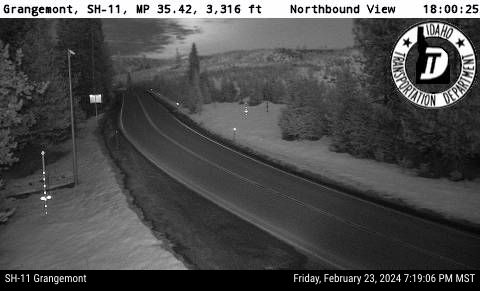 Grangemont, SH-11, MP 35.42, 3,316 ft Northbound View 18:00:25
IDAHO
TRANSPORTATION DEPARTMENT
SH-11 Grangemont Friday, February 23, 2024 7:19:06 PM MST